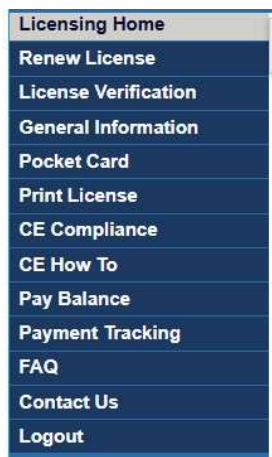 Licensing Home
Renew License
License Verification
General Information
Pocket Card
Print License
CE Compliance
CE How To
Pay Balance
Payment Tracking
FAQ
Contact Us
Logout